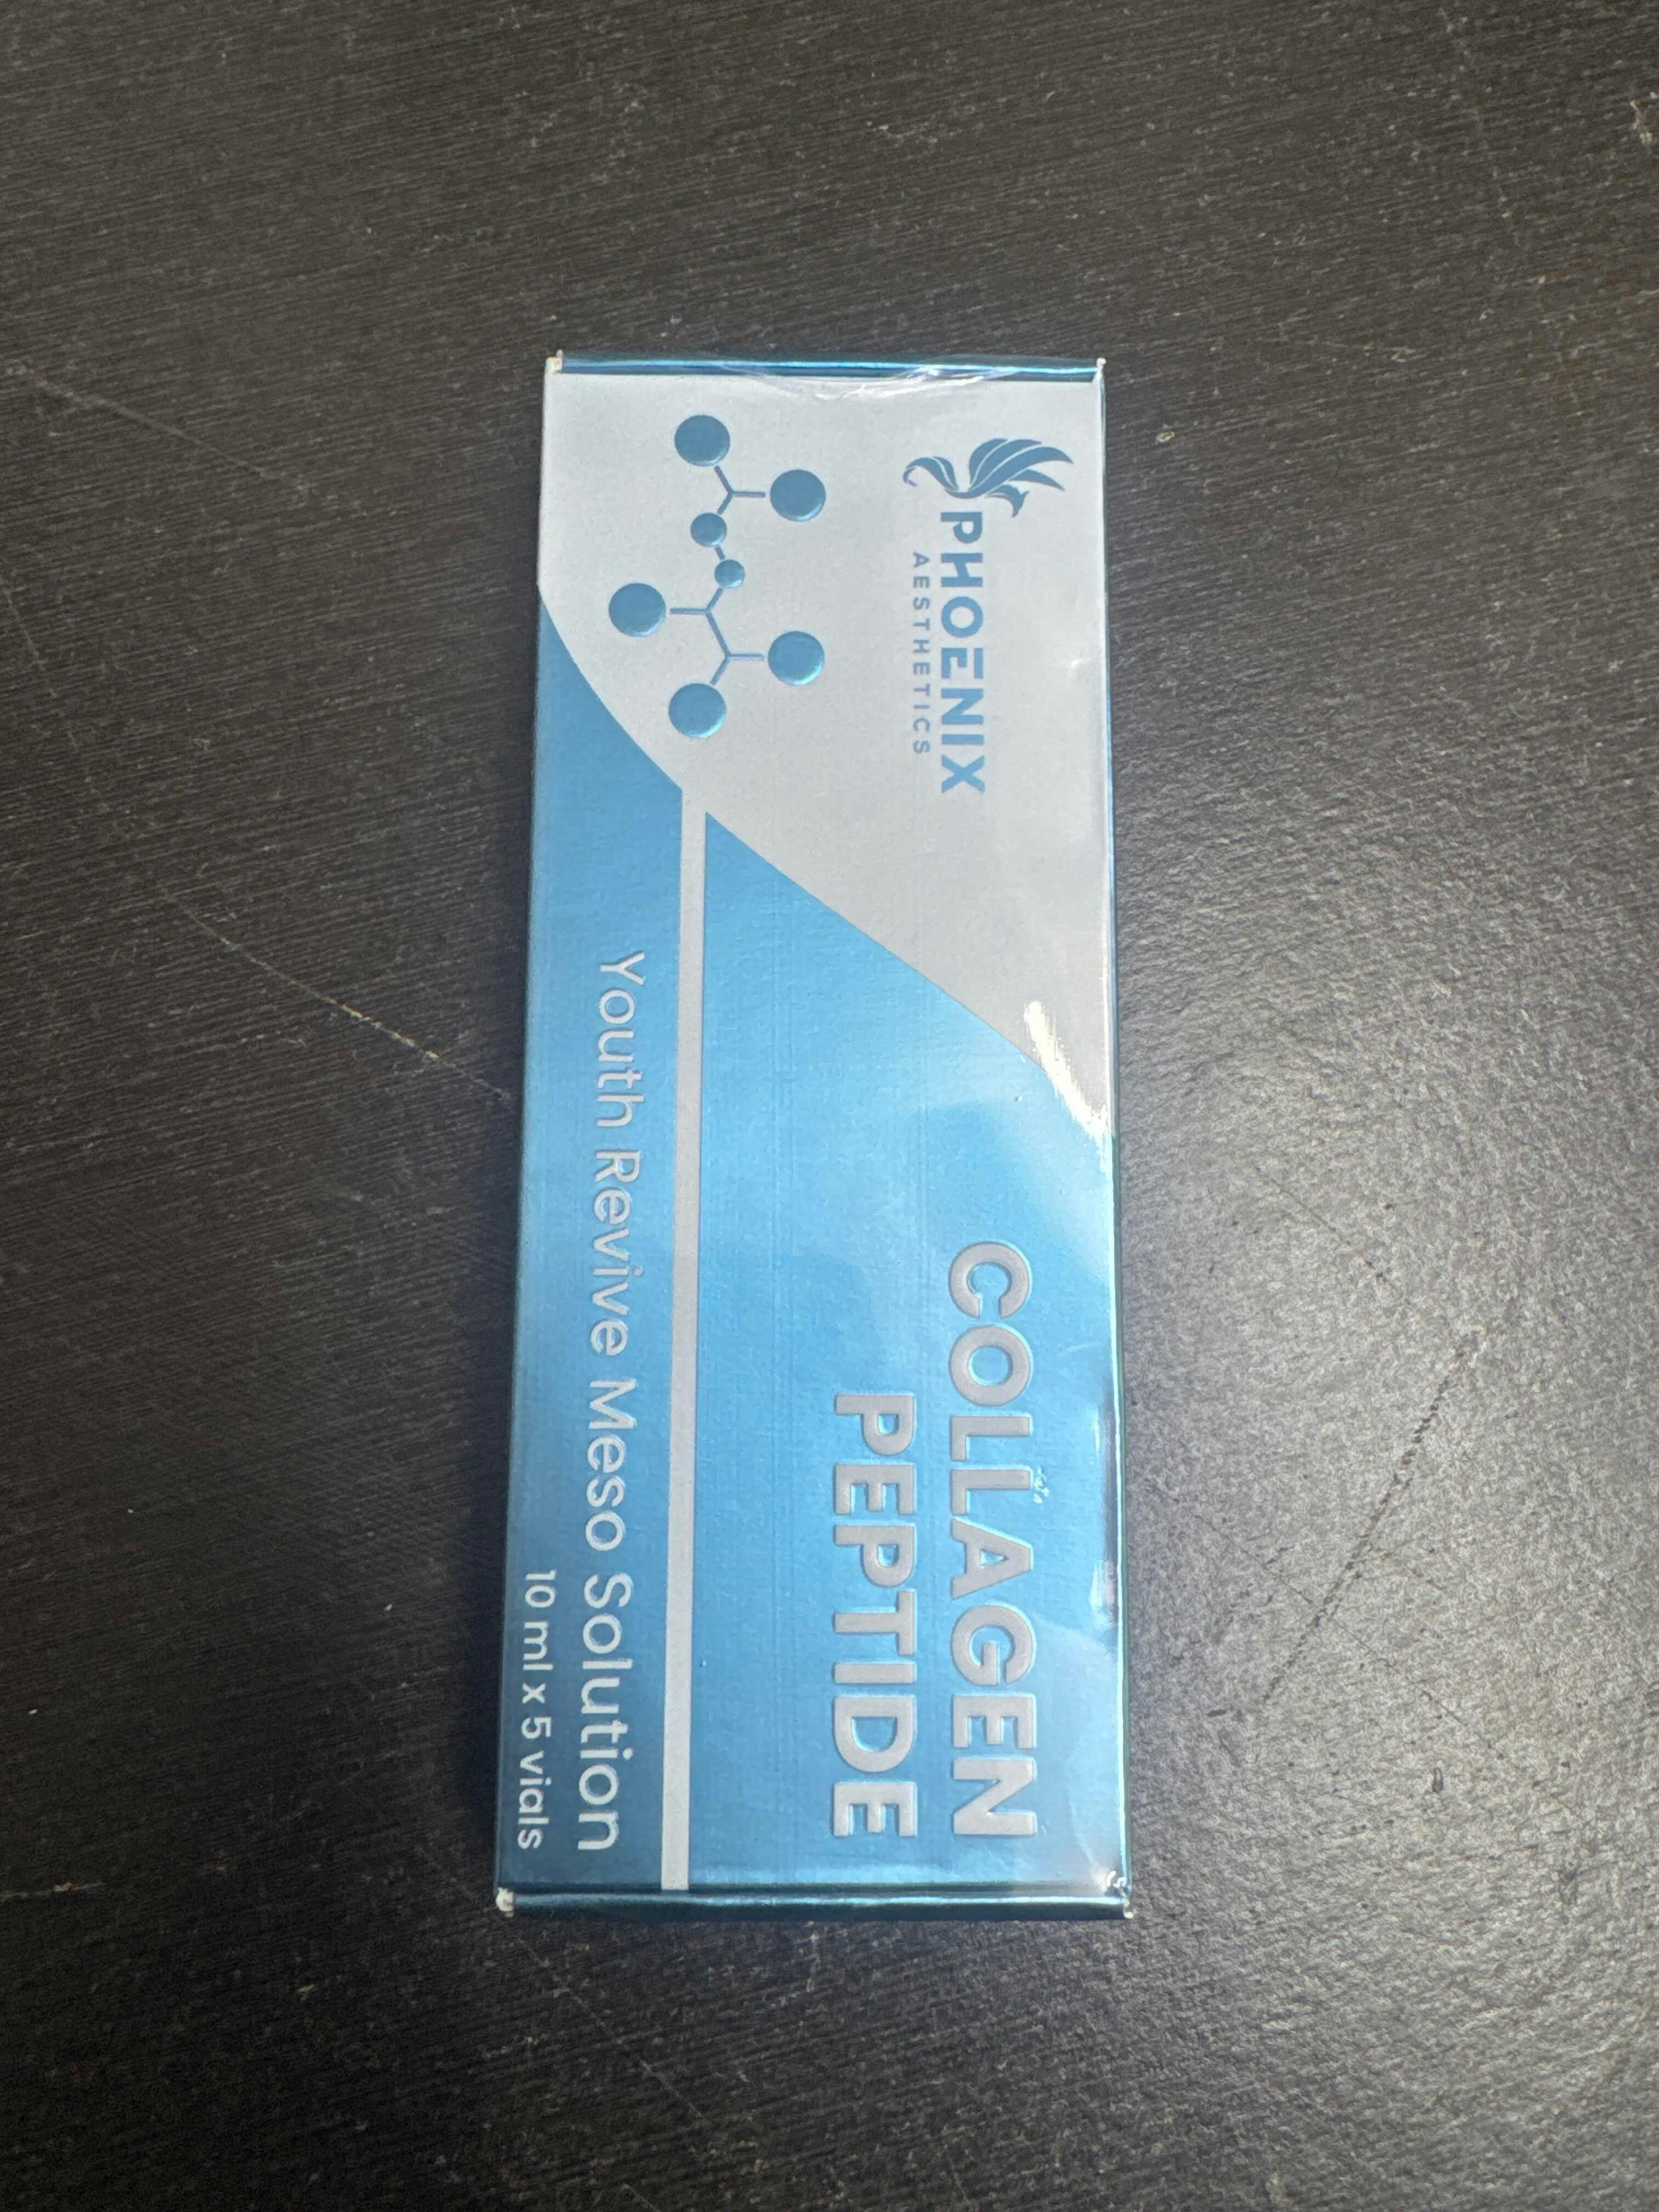 PHOENIX
AESTHETICS
COLLAGEN
PEPTIDE
Youth Revive Meso Solution
10 ml x 5 vials